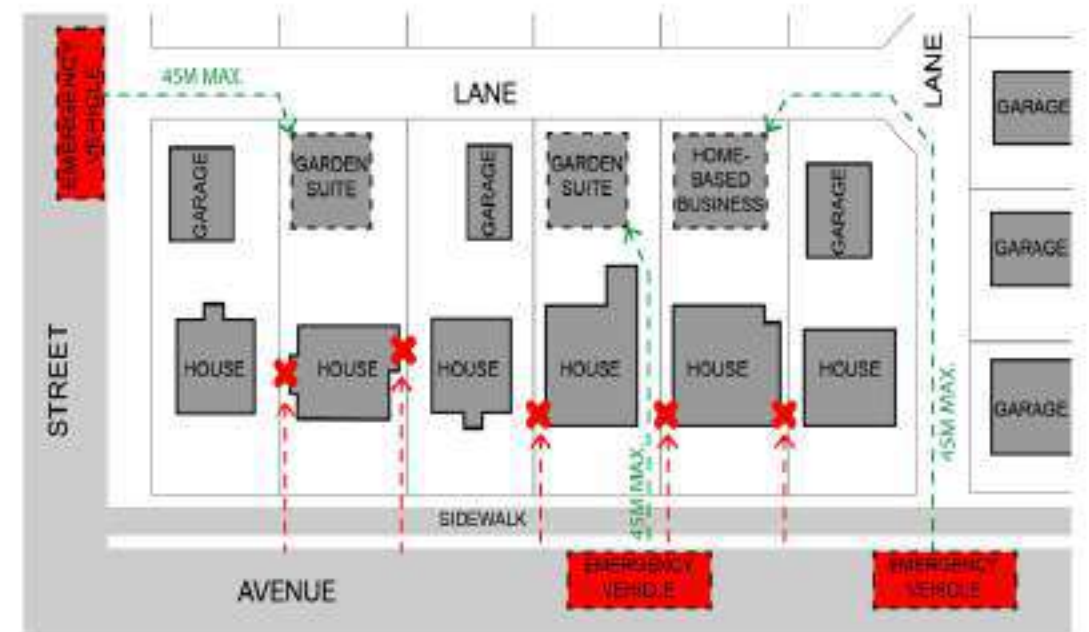 EMERGENCY
VEHICLE
45M MAX.
LANE
LANE
GARAGE
GARAGE
GARDEN
SUITE
GARAGE
GARDEN
SUITE
HOME-
BASED
BUSINESS
GARAGE
GARAGE
STREET
HOUSE
HOUSE
HOUSE
HOUSE
HOUSE
HOUSE
45M MAX.
GARAGE
45M MAX.
SIDEWALK
AVENUE
EMERGENCY
VEHICLE
EMERGENCY
VEHICLE